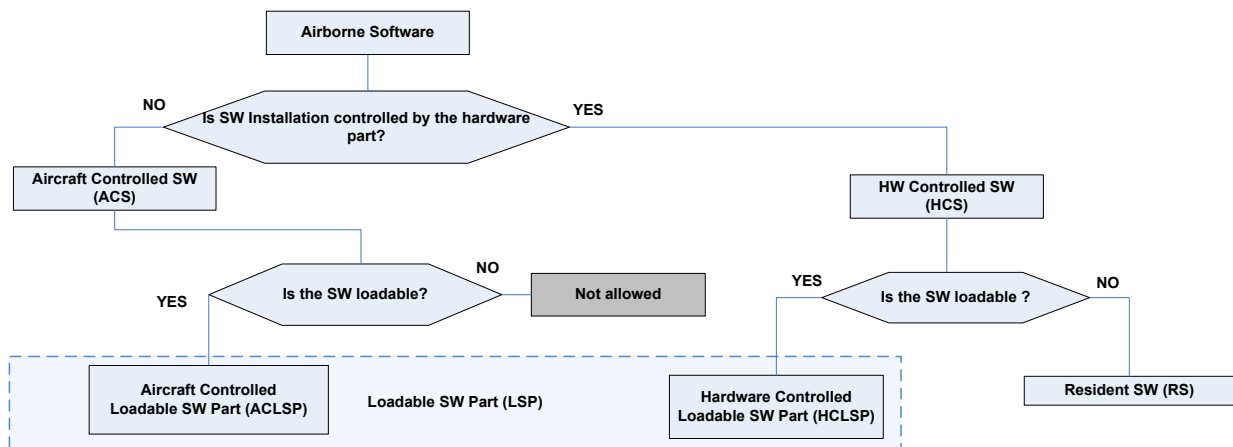 Airborne Software
NO
YES
Is SW Installation controlled by the hardware
part?
Aircraft Controlled SW
(ACS)
HW Controlled SW
(HCS)
YES
Is the SW loadable?
NO
Not allowed
YES
Is the SW loadable ?
NO
Aircraft Controlled
Loadable SW Part (ACLSP)
Loadable SW Part (LSP)
Hardware Controlled
Loadable SW Part (HCLSP)
Resident SW (RS)